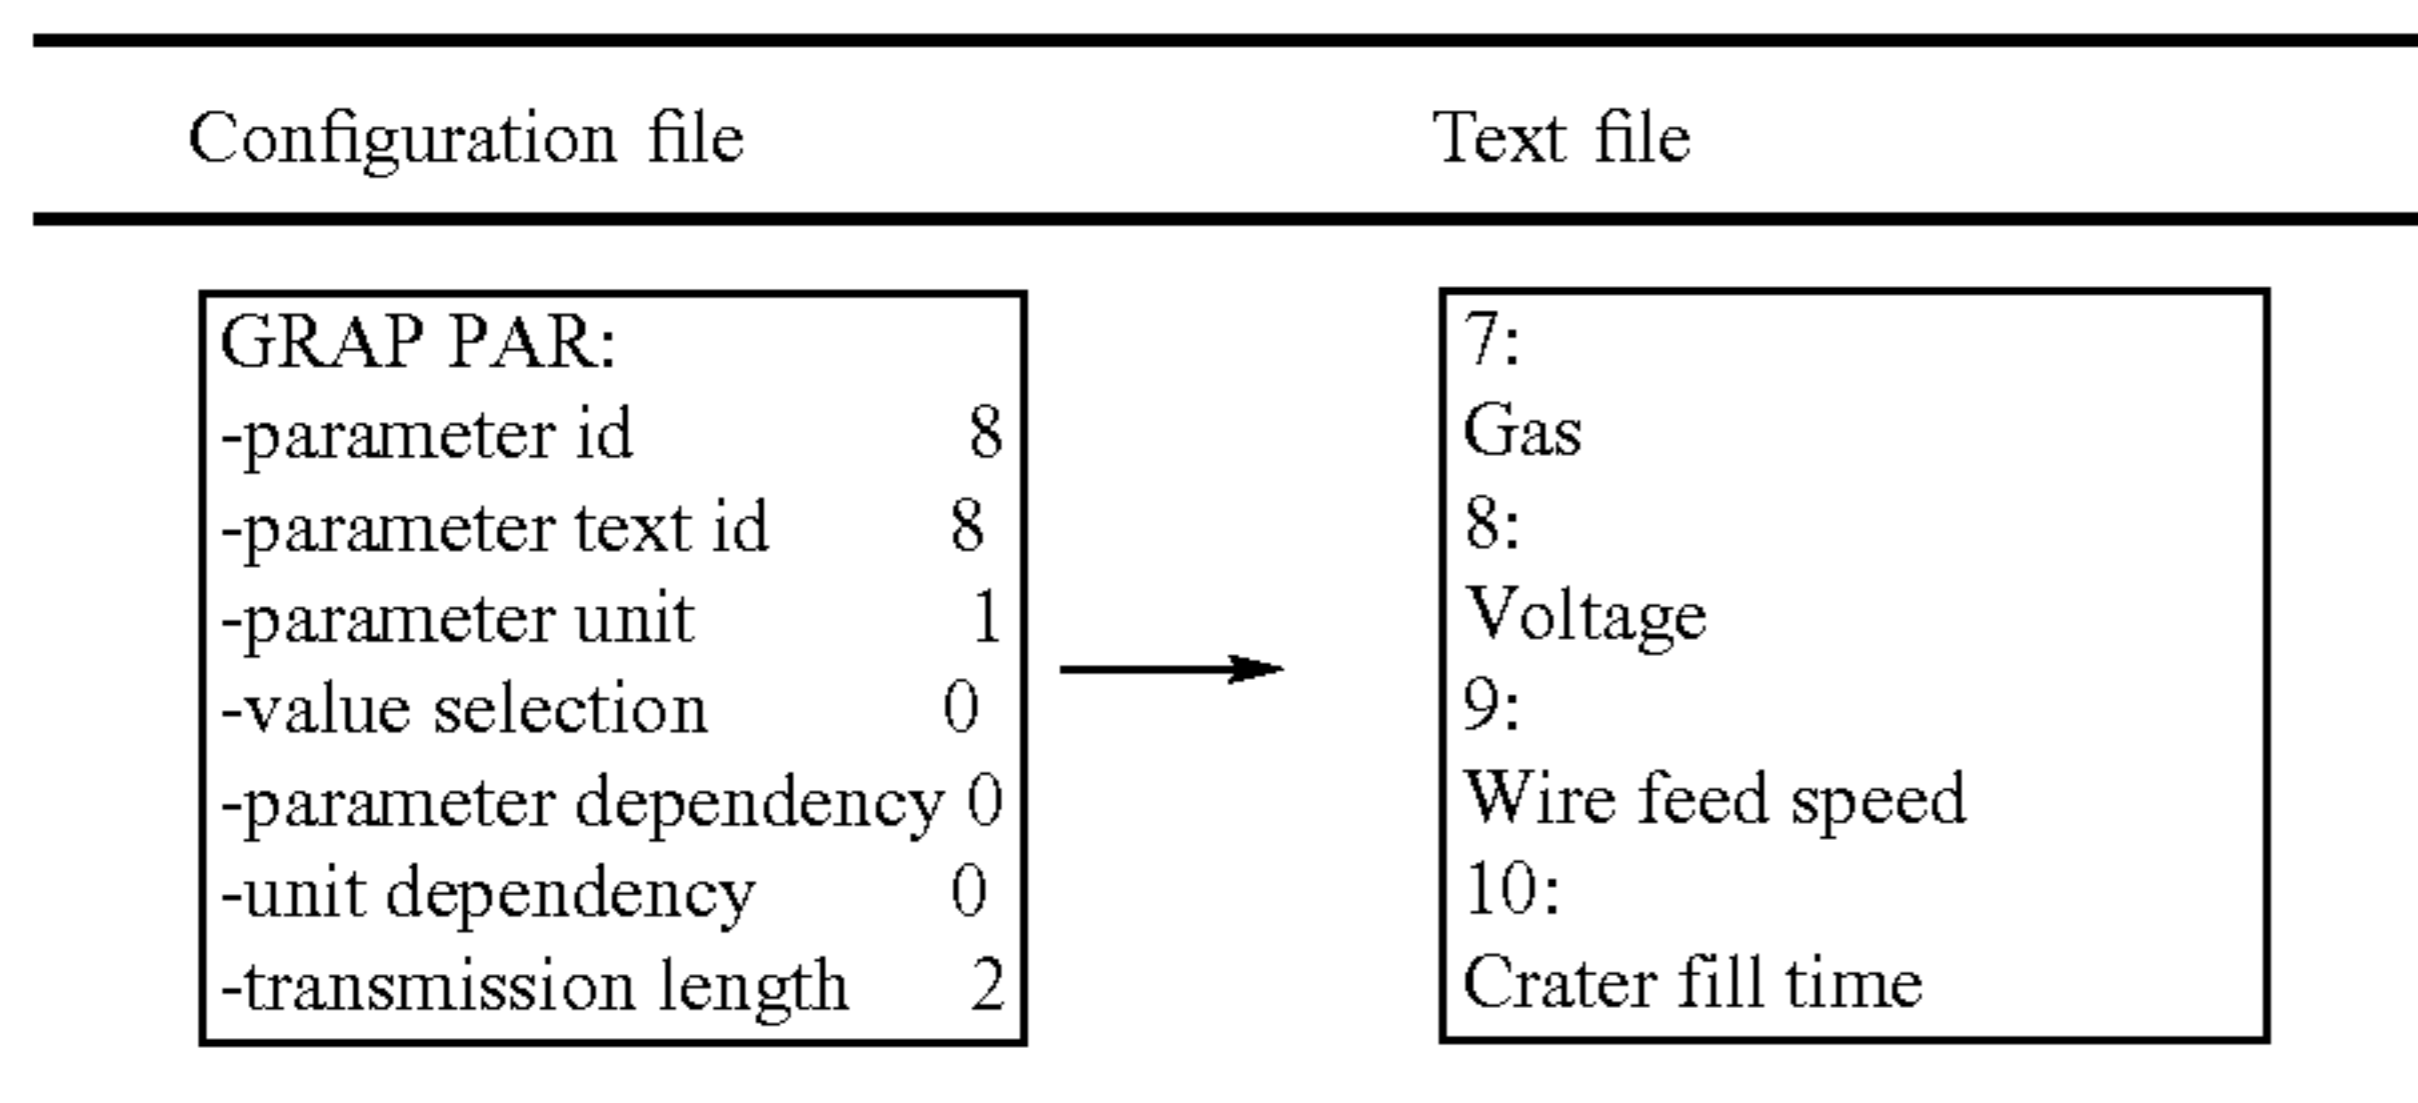 Configuration file
Text file
GRAP PAR:
-parameter id 8
-parameter text id 8
-parameter unit 1
-value selection 0
-parameter dependency 0
-unit dependency 0
-transmission length 2
7:
Gas
8:
Voltage
9:
Wire feed speed
10:
Crater fill time